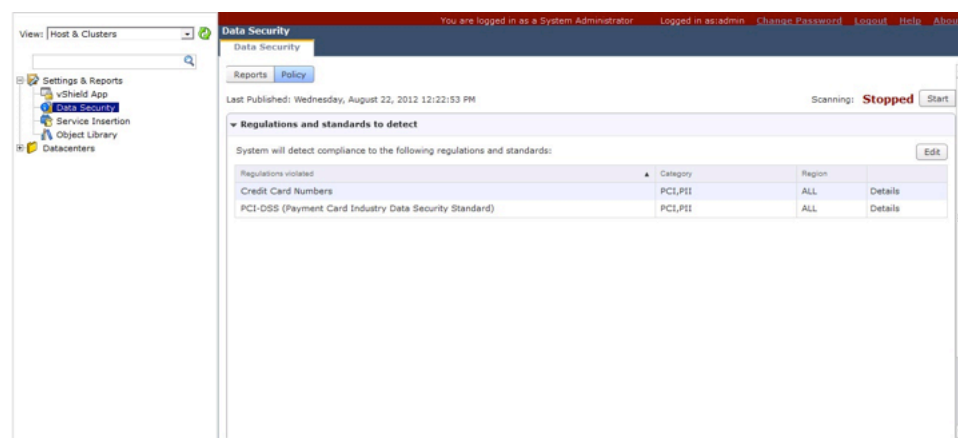 You are logged in as a System Administrator Logged in as:admin Change Password Logout Help Abou
View: Host & Clusters
Data Security
Data Security
Settings & Reports
vShield App
Data Security
Service Insertion
Object Library
Datacenters
Reports Policy
Last Published: Wednesday, August 22, 2012 12:22:53 PM Scanning: Stopped Start
Regulations and standards to detect
System will detect compliance to the following regulations and standards: Edit
Regulations violated Category Region
Credit Card Numbers PCI,PII ALL Details
PCI-DSS (Payment Card Industry Data Security Standard) PCI,PII ALL Details